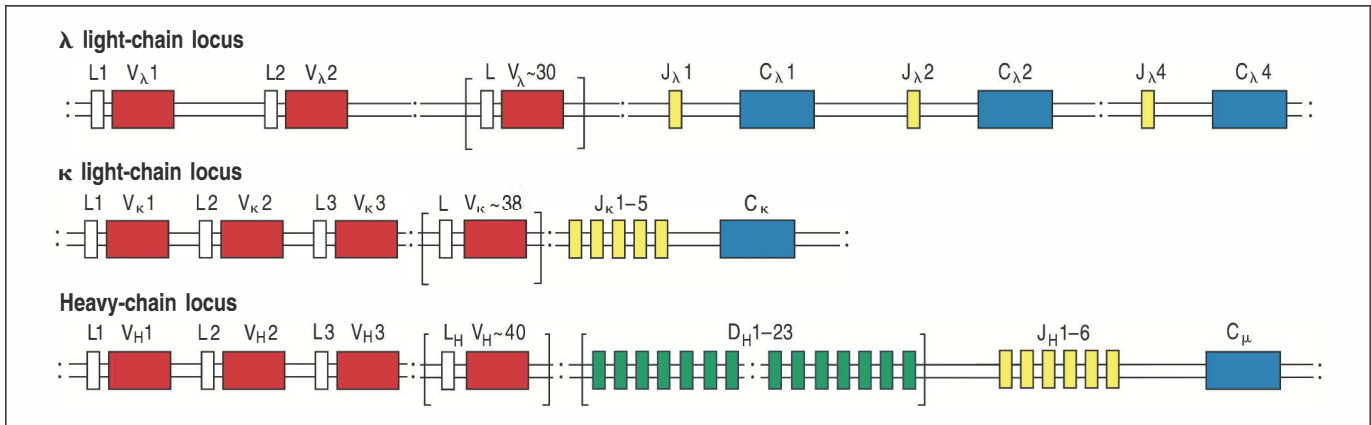 λ light-chain locus
L1 Vλ1 L2 Vλ2 L Vλ~30 Jλ1 Cλ1 Jλ2 Cλ2 Jλ4 Cλ4
κ light-chain locus
L1 Vκ1 L2 Vκ2 L3 Vκ3 L Vκ~38 Jκ1–5 Cκ
Heavy-chain locus
L1 VH1 L2 VH2 L3 VH3 LH VH~40 DH1–23 JH1–6 Cμ